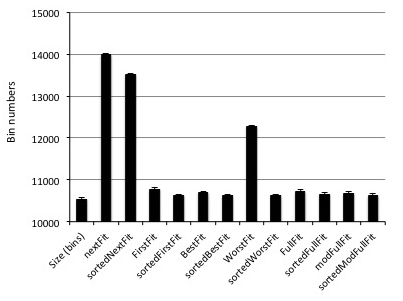 15000
14000
13000
12000
11000
10000
Bin numbers
Size (bins)
nextFit
sortedNextFit
FirstFit
sortedFirstFit
BestFit
sortedBestFit
WorstFit
sortedWorstFit
FullFit
sortedFullFit
modFullFit
sortedModFullFit